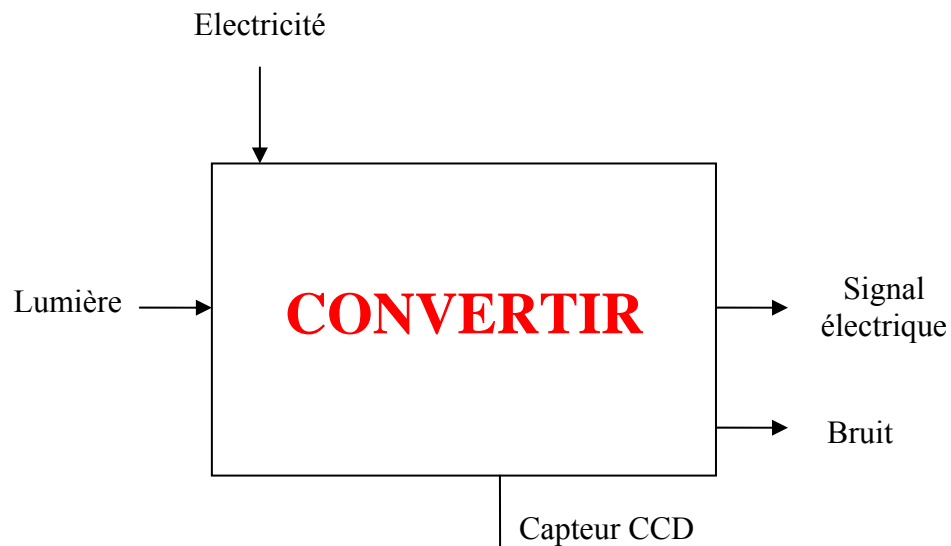 Electricité
Lumière
CONVERTIR
Signal
électrique
Bruit
Capteur CCD